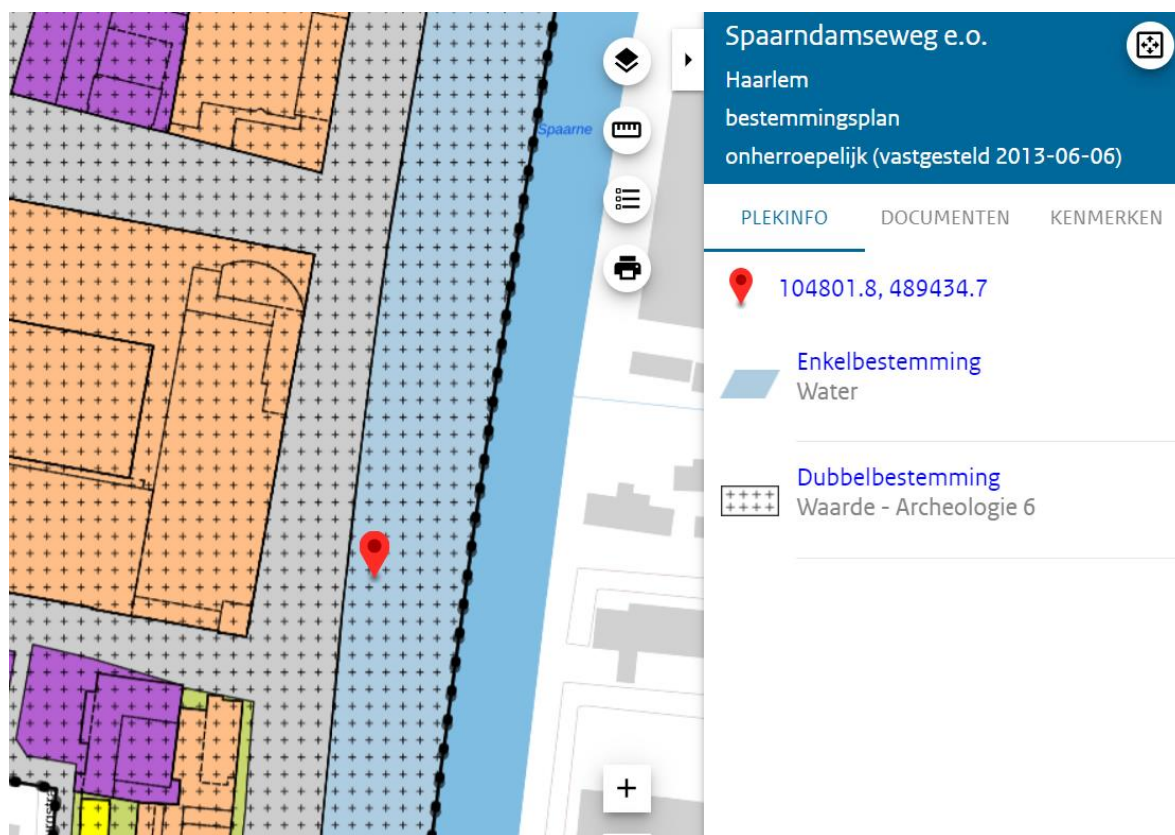 Spaarndamseweg e.o.
Haarlem
bestemmingsplan
onherroepelijk (vastgesteld 2013-06-06)
PLEKINFO DOCUMENTEN KENMERKEN
104801.8, 489434.7
Enkelbestemming
Water
Dubbelbestemming
Waarde - Archeologie 6
Spaarne